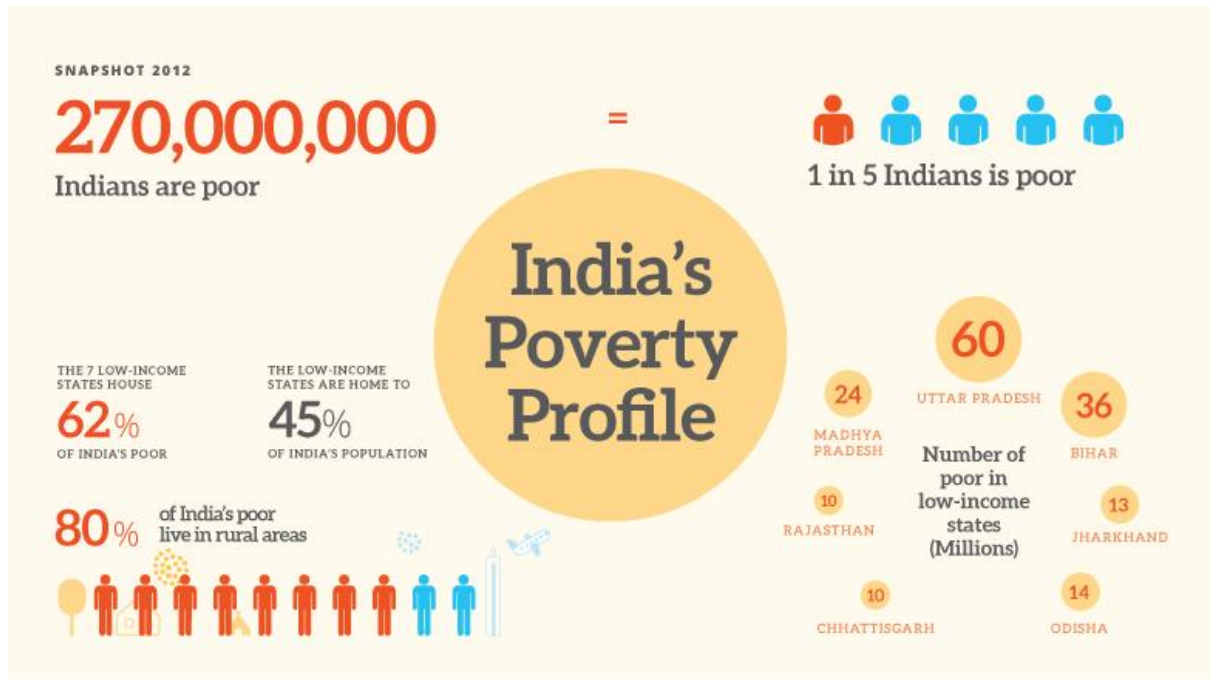 SNAPSHOT 2012
270,000,000
Indians are poor
=
1 in 5 Indians is poor
India's
Poverty
Profile
THE 7 LOW-INCOME
STATES HOUSE
62%
OF INDIA'S POOR
THE LOW-INCOME
STATES ARE HOME TO
45%
OF INDIA'S POPULATION
80%
of India's poor
live in rural areas
60
UTTAR PRADESH
24
MADHYA
PRADESH
36
BIHAR
Number of
poor in
low-income
states
(Millions)
10
RAJASTHAN
13
JHARKHAND
10
CHHATTISGARH
14
ODISHA